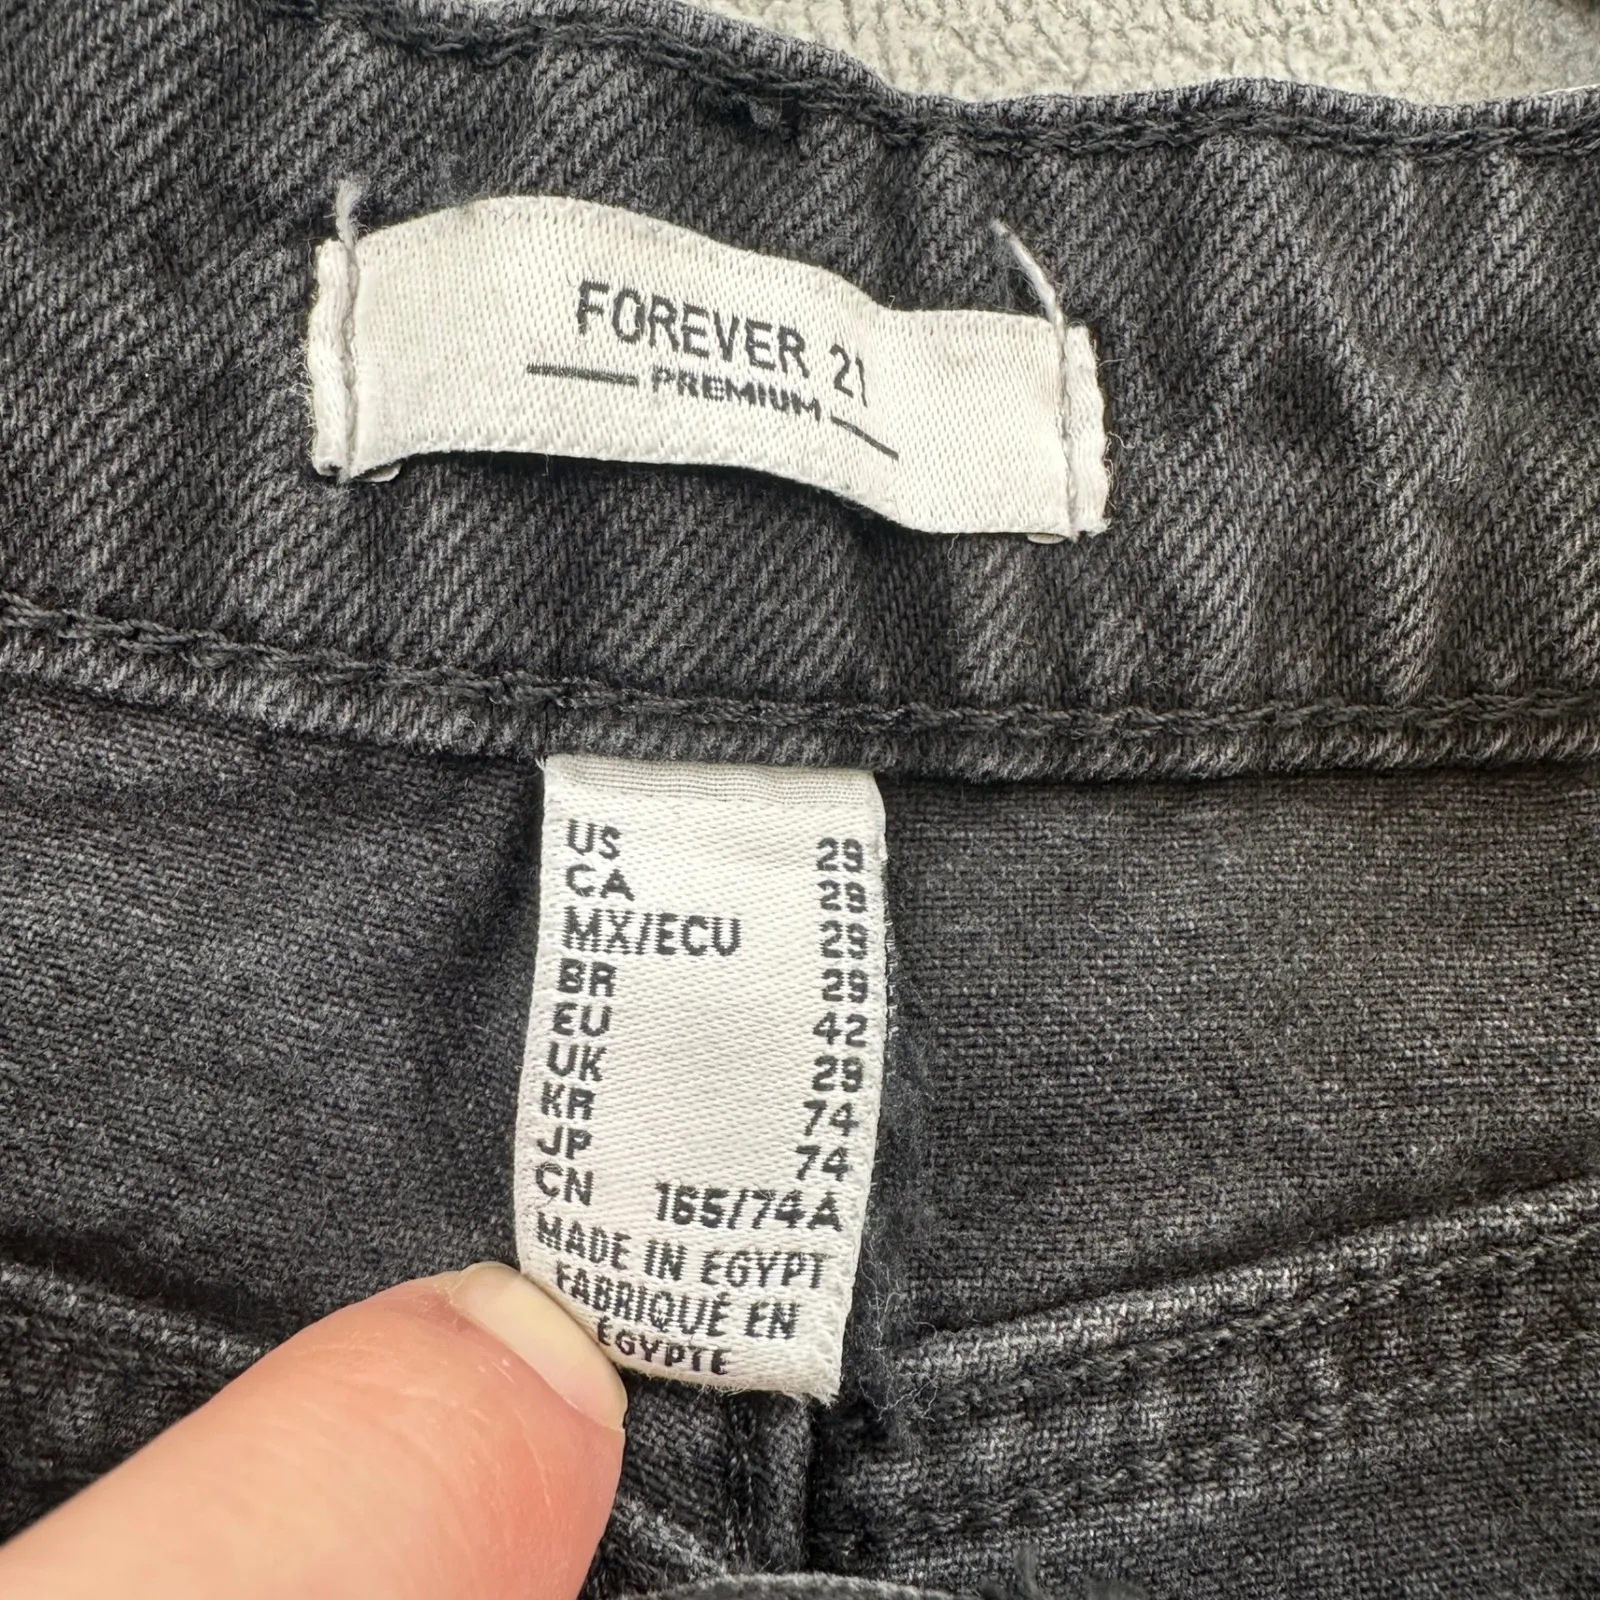 FOREVER 21
PREMIUM
US 29
CA 29
MX/ECU 29
BR 29
EU 42
UK 29
KR 74
JP 74
CN 165/74A
MADE IN EGYPT
FABRIQUÉ EN
ÉGYPTE